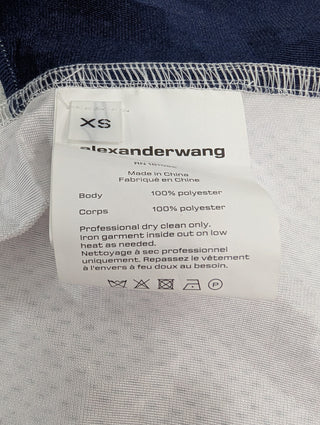 XS
alexanderwang
Made in China
Fabriqué en Chine
Body 100% polyester
Corps 100% polyester
Professional dry clean only.
Iron garment inside out on low
heat as needed.
Nettoyage à sec professionnel
uniquement. Repassez le vêtement
à l'envers à feu doux au besoin.
P